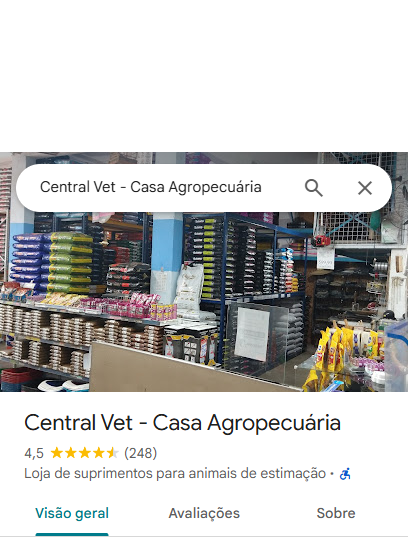 Central Vet - Casa Agropecuária
Central Vet - Casa Agropecuária
4,5 (248)
Loja de suprimentos para animais de estimação ·
Visão geral Avaliações Sobre